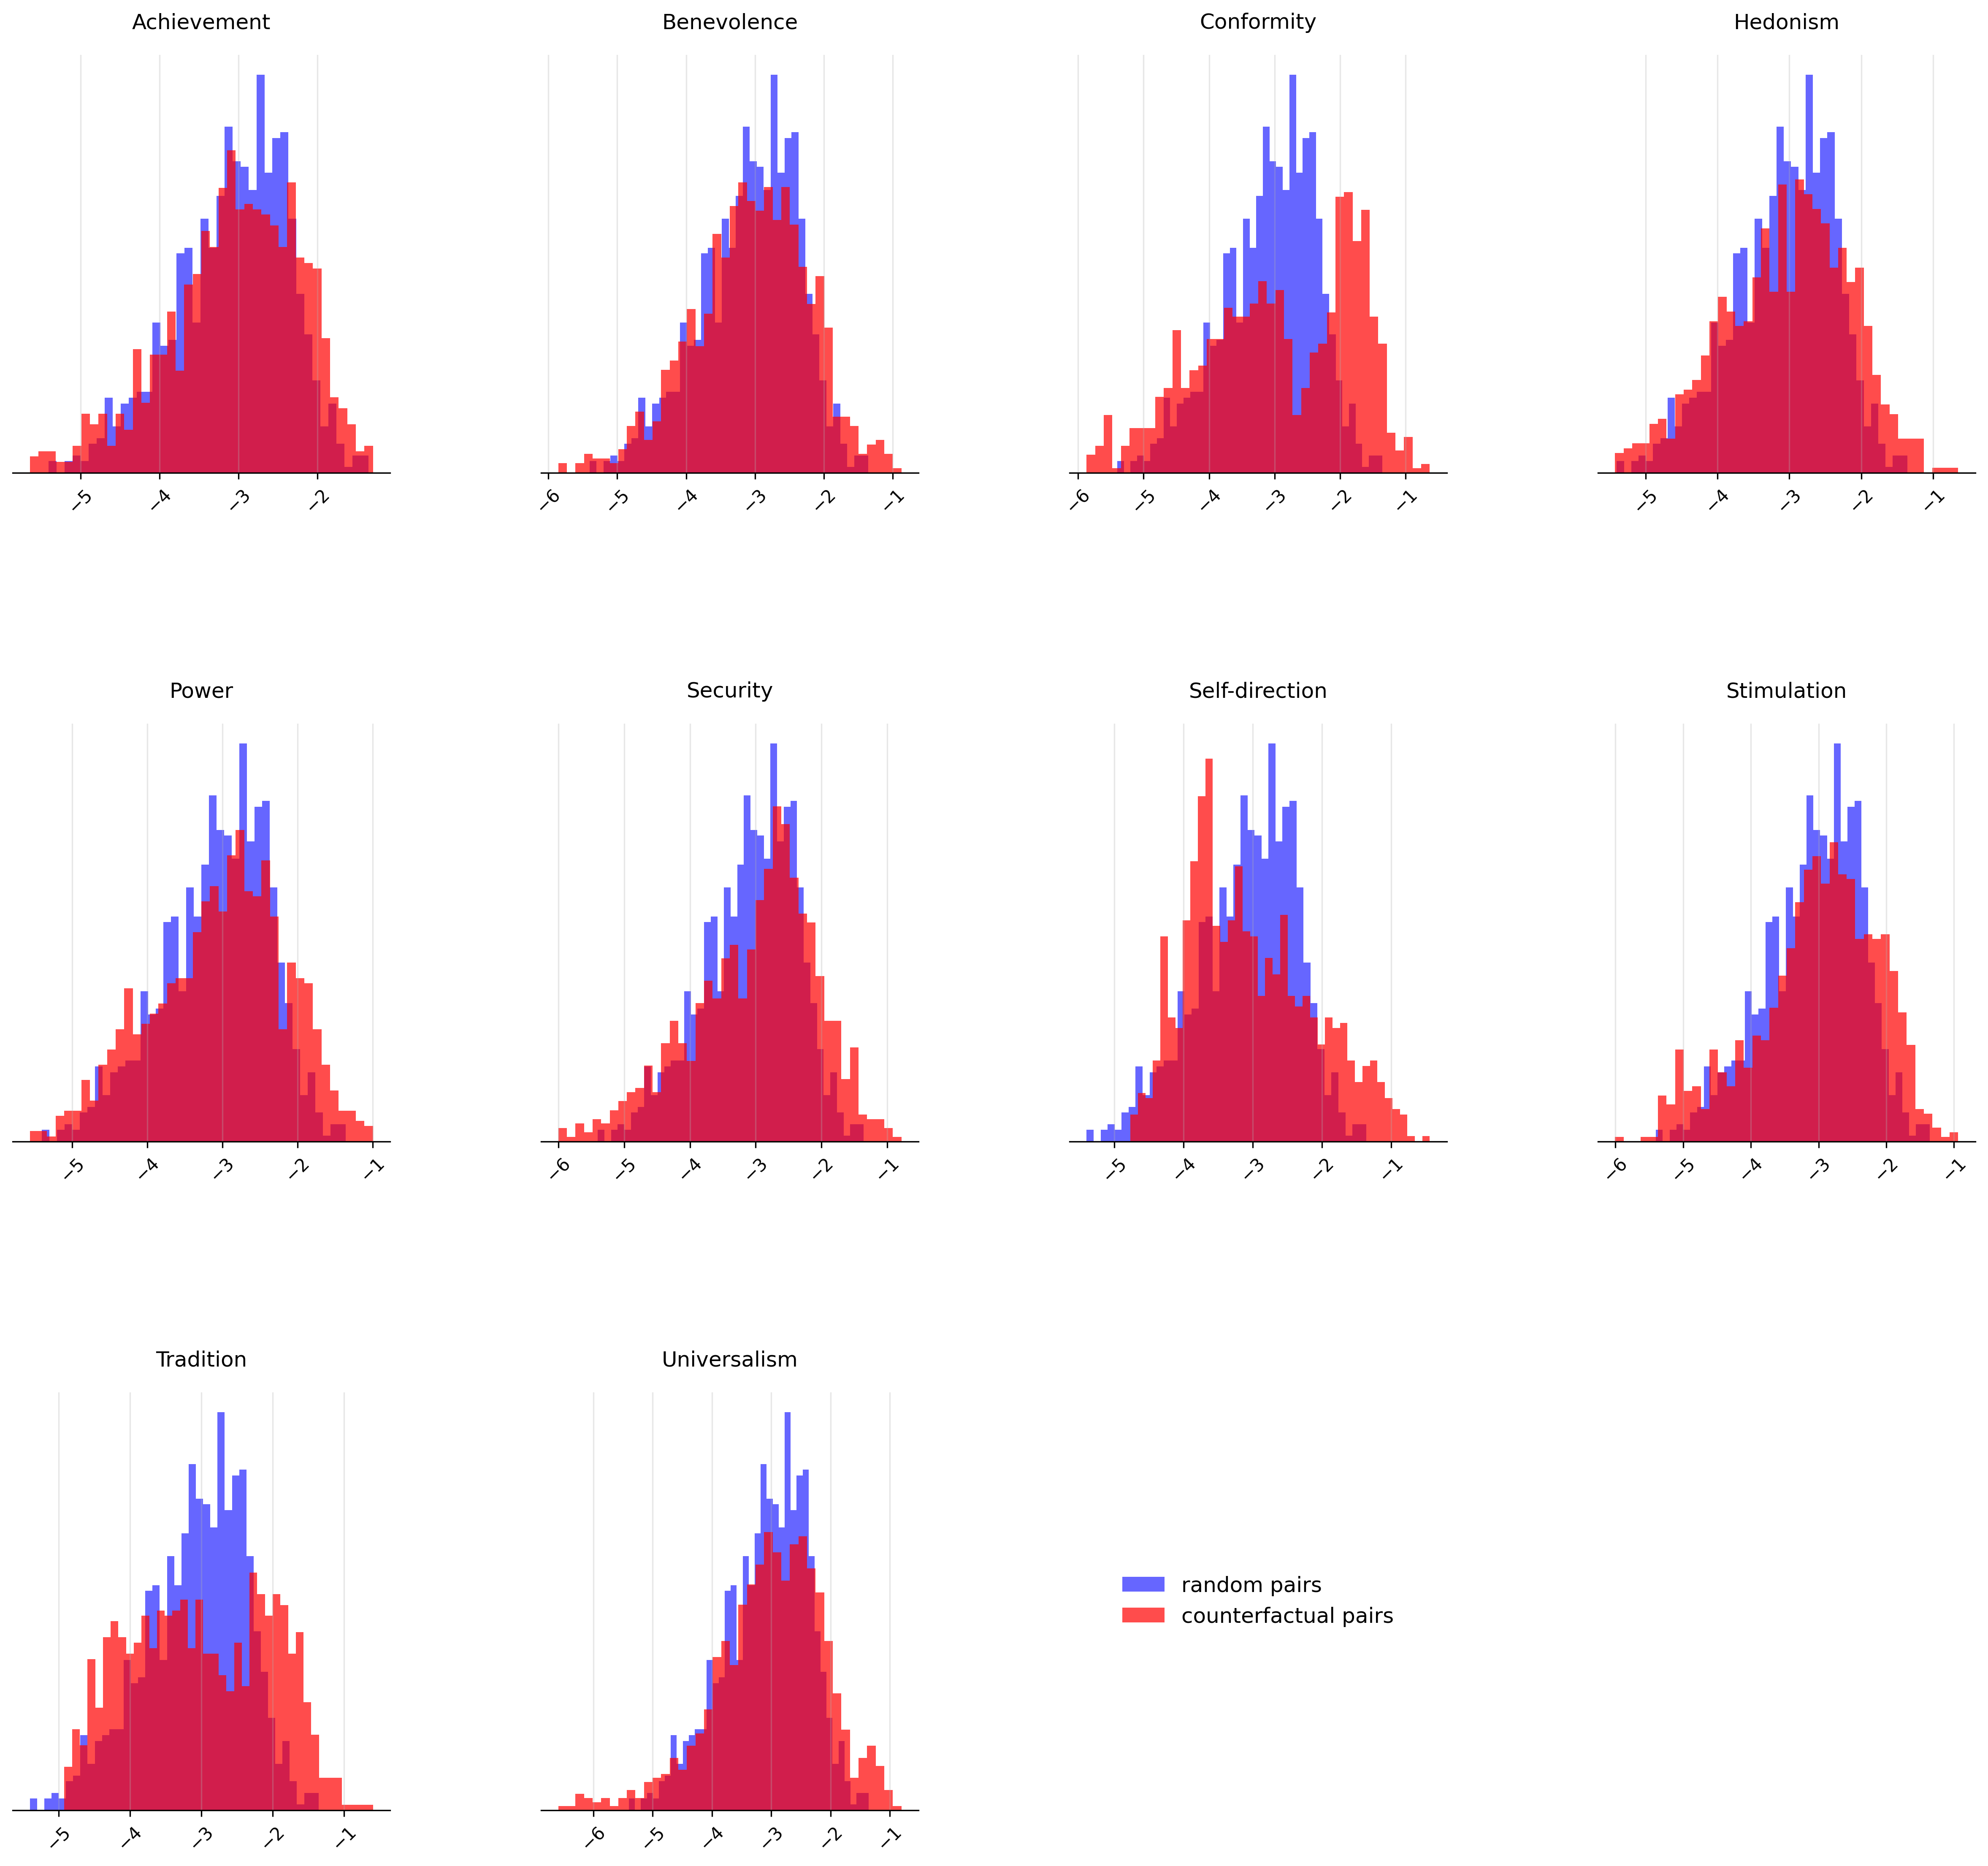 Achievement Benevolence Conformity Hedonism
−5 −4 −3 −2
−6 −5 −4 −3 −2 −1
−6 −5 −4 −3 −2 −1
−5 −4 −3 −2 −1
Power Security Self-direction Stimulation
−5 −4 −3 −2 −1
−6 −5 −4 −3 −2 −1
−5 −4 −3 −2 −1
−6 −5 −4 −3 −2 −1
Tradition Universalism
random pairs
counterfactual pairs
−5 −4 −3 −2 −1
−6 −5 −4 −3 −2 −1